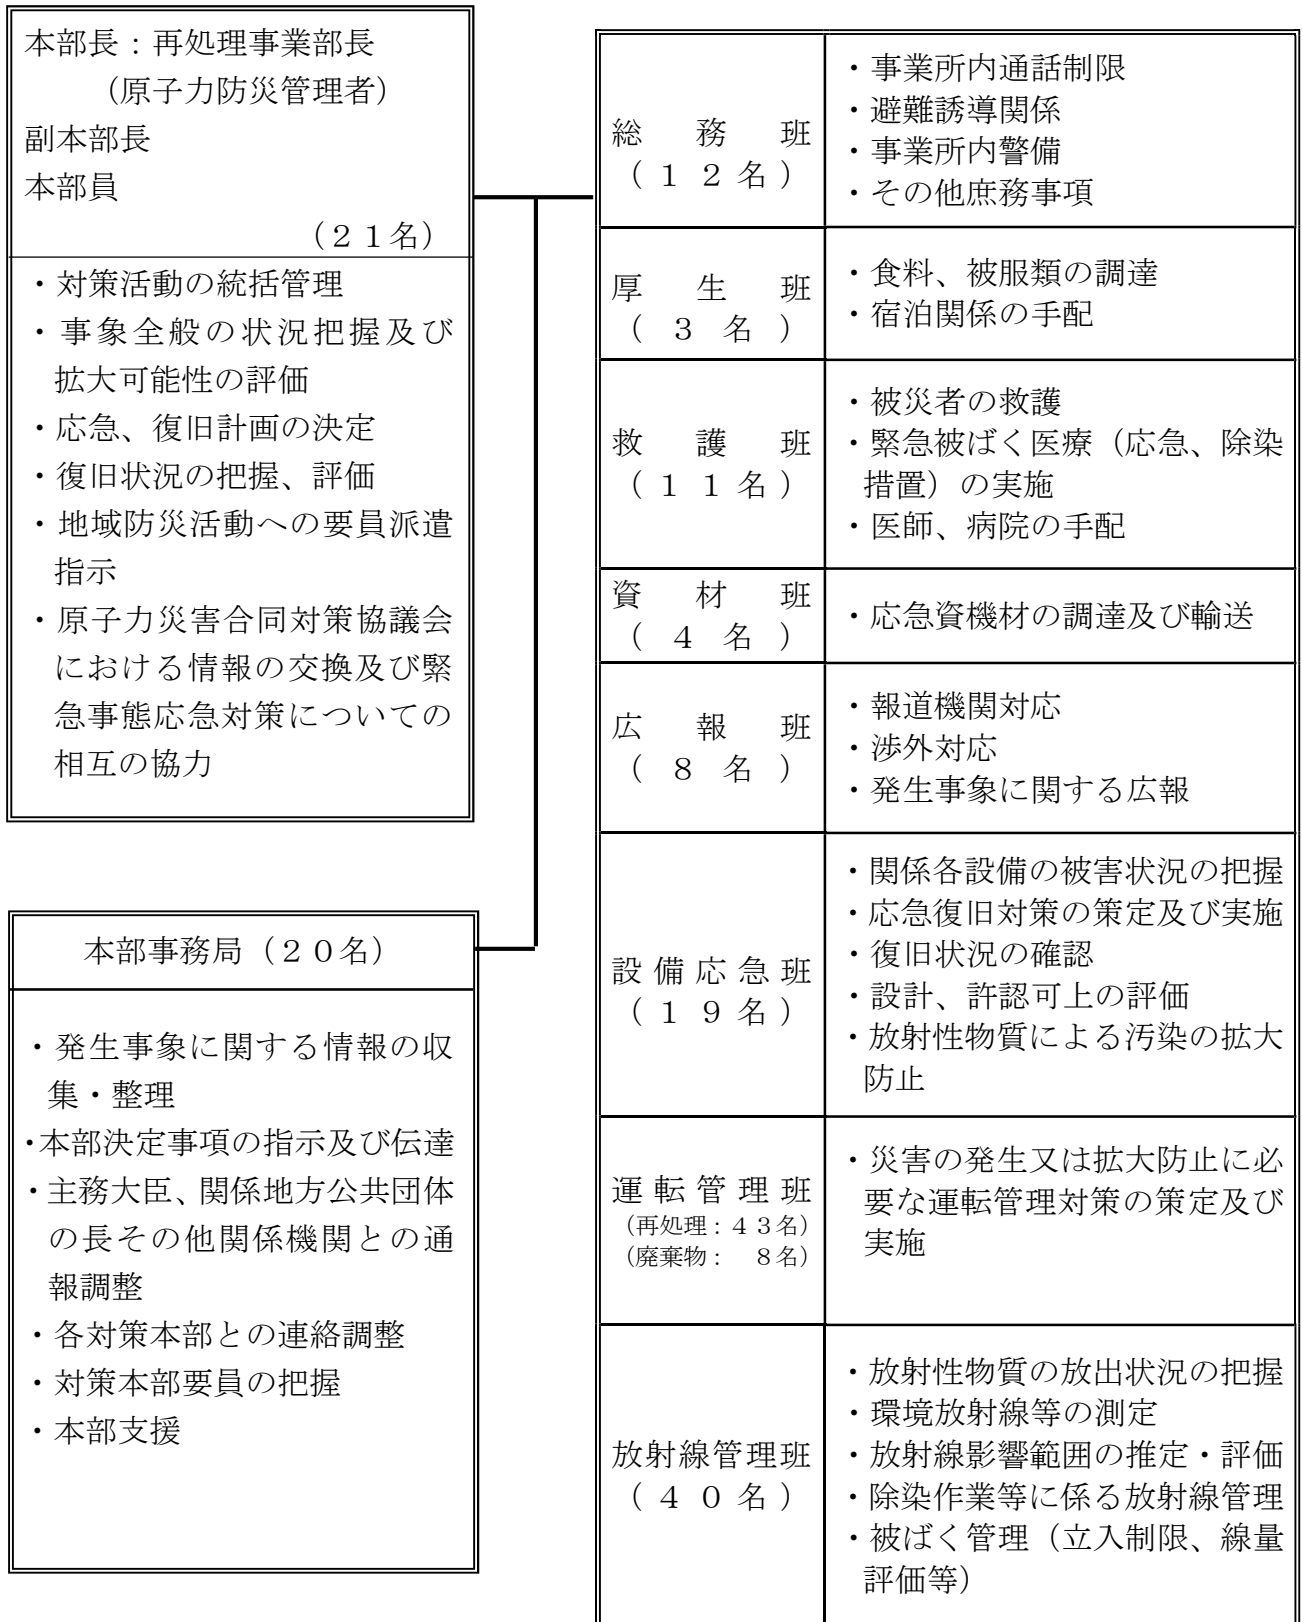 本部長：再処理事業部長
（原子力防災管理者）
副本部長
本部員
（２１名）
・対策活動の統括管理
・事象全般の状況把握及び
拡大可能性の評価
・応急、復旧計画の決定
・復旧状況の把握、評価
・地域防災活動への要員派遣
指示
・原子力災害合同対策協議会
における情報の交換及び緊
急事態応急対策についての
相互の協力
本部事務局（２０名）
・発生事象に関する情報の収
集・整理
・本部決定事項の指示及び伝達
・主務大臣、関係地方公共団体
の長その他関係機関との通
報調整
・各対策本部との連絡調整
・対策本部要員の把握
・本部支援
総務班
（１２名）
・事業所内通話制限
・避難誘導関係
・事業所内警備
・その他庶務事項
厚生班
（３名）
・食料、被服類の調達
・宿泊関係の手配
救護班
（１１名）
・被災者の救護
・緊急被ばく医療（応急、除染
措置）の実施
・医師、病院の手配
資材班
（４名）
・応急資機材の調達及び輸送
広報班
（８名）
・報道機関対応
・渉外対応
・発生事象に関する広報
設備応急班
（１９名）
・関係各設備の被害状況の把握
・応急復旧対策の策定及び実施
・復旧状況の確認
・設計、許認可上の評価
・放射性物質による汚染の拡大
防止
運転管理班
（再処理：４３名）
（廃棄物：　８名）
・災害の発生又は拡大防止に必
要な運転管理対策の策定及び
実施
放射線管理班
（４０名）
・放射性物質の放出状況の把握
・環境放射線等の測定
・放射線影響範囲の推定・評価
・除染作業等に係る放射線管理
・被ばく管理（立入制限、線量
評価等）